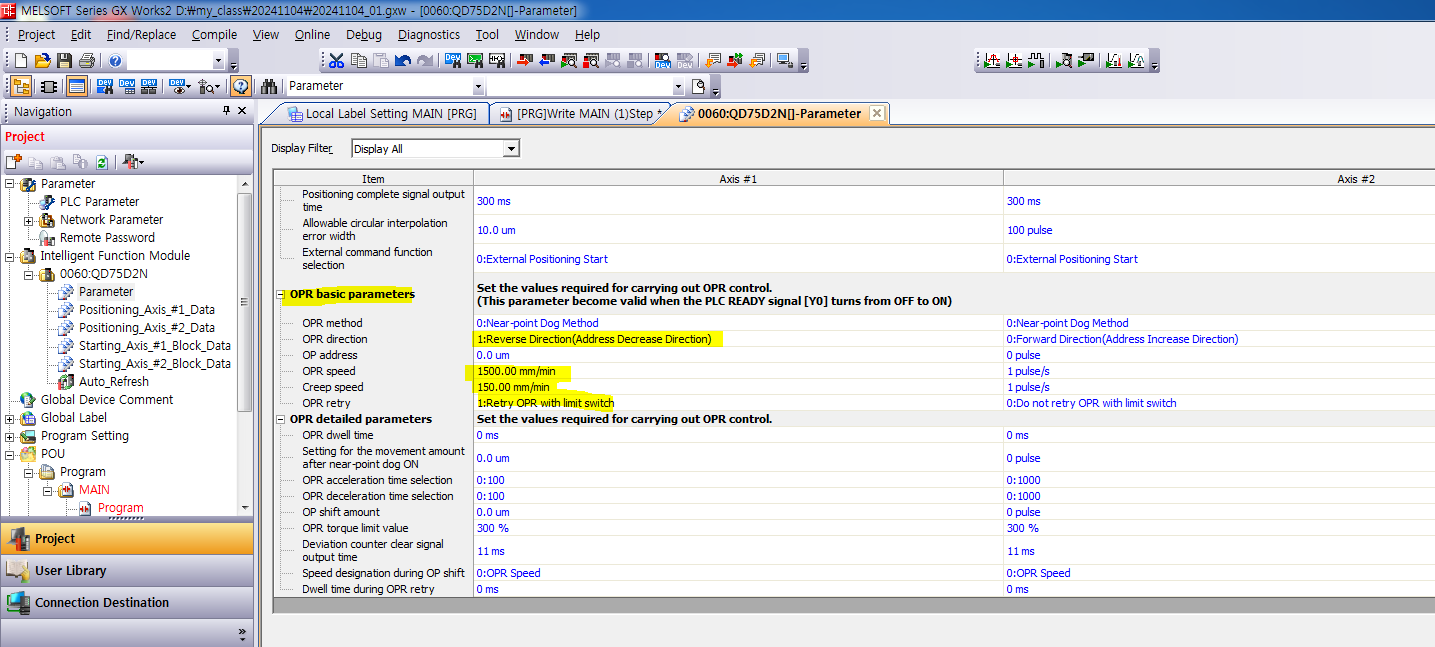 MELSOFT Series GX Works2 D:₩my_class₩20241104₩20241104_01.gxw - [0060:QD75D2N[]-Parameter]
Project Edit Find/Replace Compile View Online Debug Diagnostics Tool Window Help
Parameter
Navigation
Project
Parameter
PLC Parameter
Network Parameter
Remote Password
Intelligent Function Module
0060:QD75D2N
Parameter
Positioning_Axis_#1_Data
Positioning_Axis_#2_Data
Starting_Axis_#1_Block_Data
Starting_Axis_#2_Block_Data
Auto_Refresh
Global Device Comment
Global Label
Program Setting
POU
Program
MAIN
Program
Project
User Library
Connection Destination
Local Label Setting MAIN [PRG] [PRG]Write MAIN (1)Step * 0060:QD75D2N[]-Parameter
Display Filter Display All
Item Axis #1 Axis #2
Positioning complete signal output
time 300 ms 300 ms
Allowable circular interpolation
error width 10.0 um 100 pulse
External command function
selection 0:External Positioning Start 0:External Positioning Start
OPR basic parameters Set the values required for carrying out OPR control.
(This parameter become valid when the PLC READY signal [Y0] turns from OFF to ON)
OPR method 0:Near-point Dog Method 0:Near-point Dog Method
OPR direction 1:Reverse Direction(Address Decrease Direction) 0:Forward Direction(Address Increase Direction)
OP address 0.0 um 0 pulse
OPR speed 1500.00 mm/min 1 pulse/s
Creep speed 150.00 mm/min 1 pulse/s
OPR retry 1:Retry OPR with limit switch 0:Do not retry OPR with limit switch
OPR detailed parameters Set the values required for carrying out OPR control.
OPR dwell time 0 ms 0 ms
Setting for the movement amount
after near-point dog ON 0.0 um 0 pulse
OPR acceleration time selection 0:100 0:1000
OPR deceleration time selection 0:100 0:1000
OP shift amount 0.0 um 0 pulse
OPR torque limit value 300 % 300 %
Deviation counter clear signal
output time 11 ms 11 ms
Speed designation during OP shift 0:OPR Speed 0:OPR Speed
Dwell time during OPR retry 0 ms 0 ms